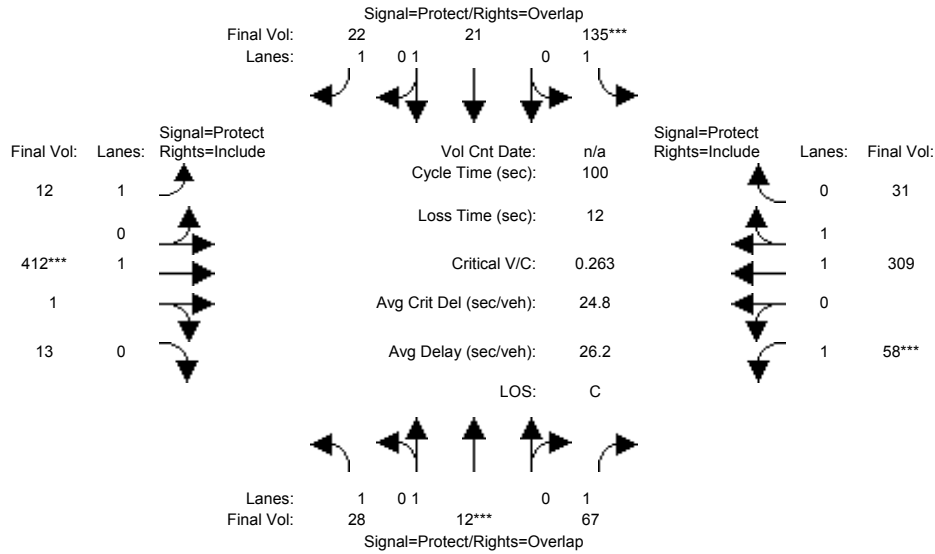 Signal=Protect/Rights=Overlap
Final Vol: 22 21 135***
Lanes: 1 0 1 0 1
Signal=Protect
Final Vol: Lanes: Rights=Include
Vol Cnt Date: n/a
Signal=Protect
Rights=Include Lanes: Final Vol:
Cycle Time (sec): 100
12 1
0 31
Loss Time (sec): 12
0
1
412*** 1
Critical V/C: 0.263
1 309
1
Avg Crit Del (sec/veh): 24.8
0
13 0
Avg Delay (sec/veh): 26.2
1 58***
LOS: C
Lanes: 1 0 1 0 1
Final Vol: 28 12*** 67
Signal=Protect/Rights=Overlap